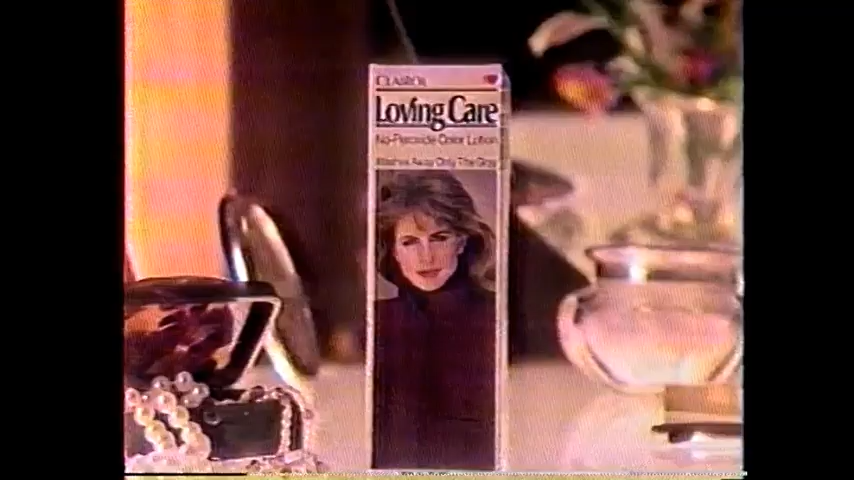 CLAIROL
Loving Care
No-Peroxide Color Lotion
Washes Away Only The Gray